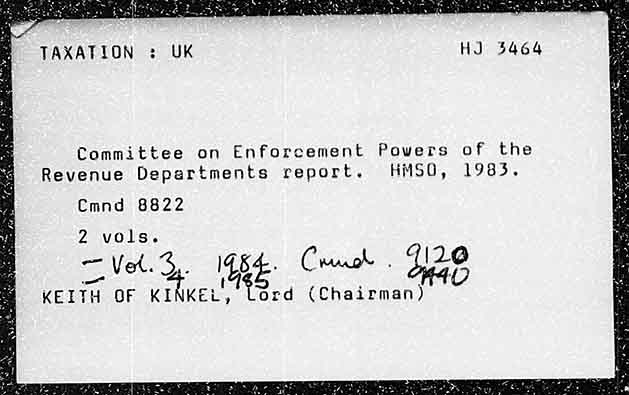 TAXATION : UK HJ 3464
Committee on Enforcement Powers of the
Revenue Departments report. HMSO, 1983.
Cmnd 8822
2 vols.
= Vol. 3. 1984. Cmnd. 9120
- 4. 1985 9440
KEITH OF KINKEL, Lord (Chairman)